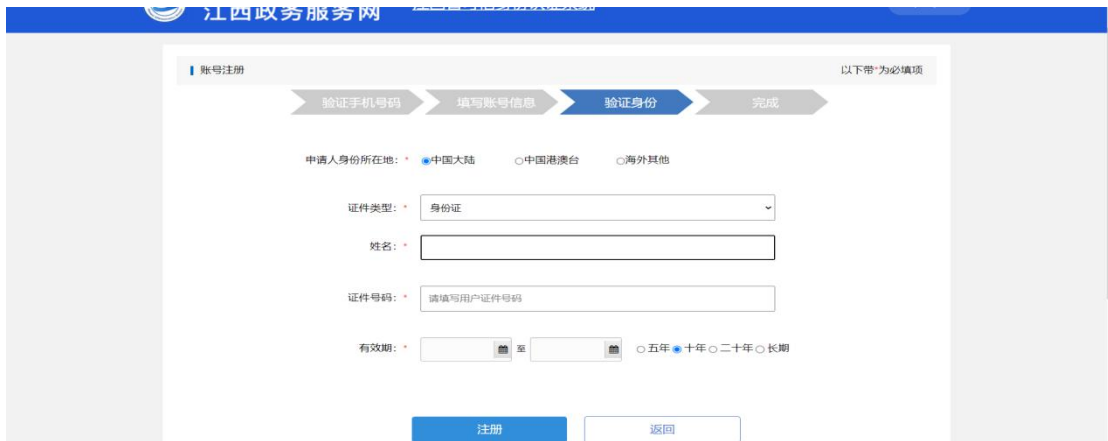 江西政务服务网
账号注册 以下带*为必填项
验证手机号码 填写账号信息 验证身份 完成
申请人身份所在地: * 中国大陆 中国港澳台 海外其他
证件类型: * 身份证
姓名: *
证件号码: * 请填写用户证件号码
有效期: * 至 五年 十年 二十年 长期
注册 返回